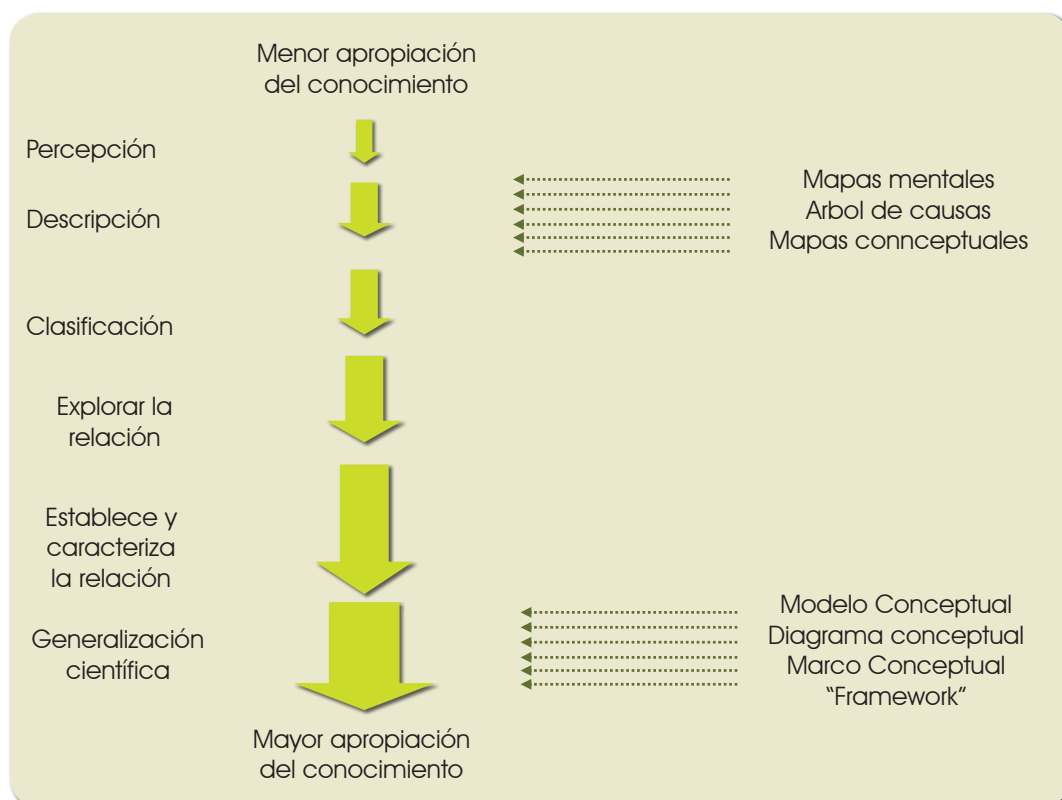 Menor apropiación
del conocimiento
Percepción
Descripción
Clasificación
Explorar la
relación
Establece y
caracteriza
la relación
Generalización
científica
Mayor apropiación
del conocimiento
Mapas mentales
Arbol de causas
Mapas connceptuales
Modelo Conceptual
Diagrama conceptual
Marco Conceptual
“Framework”